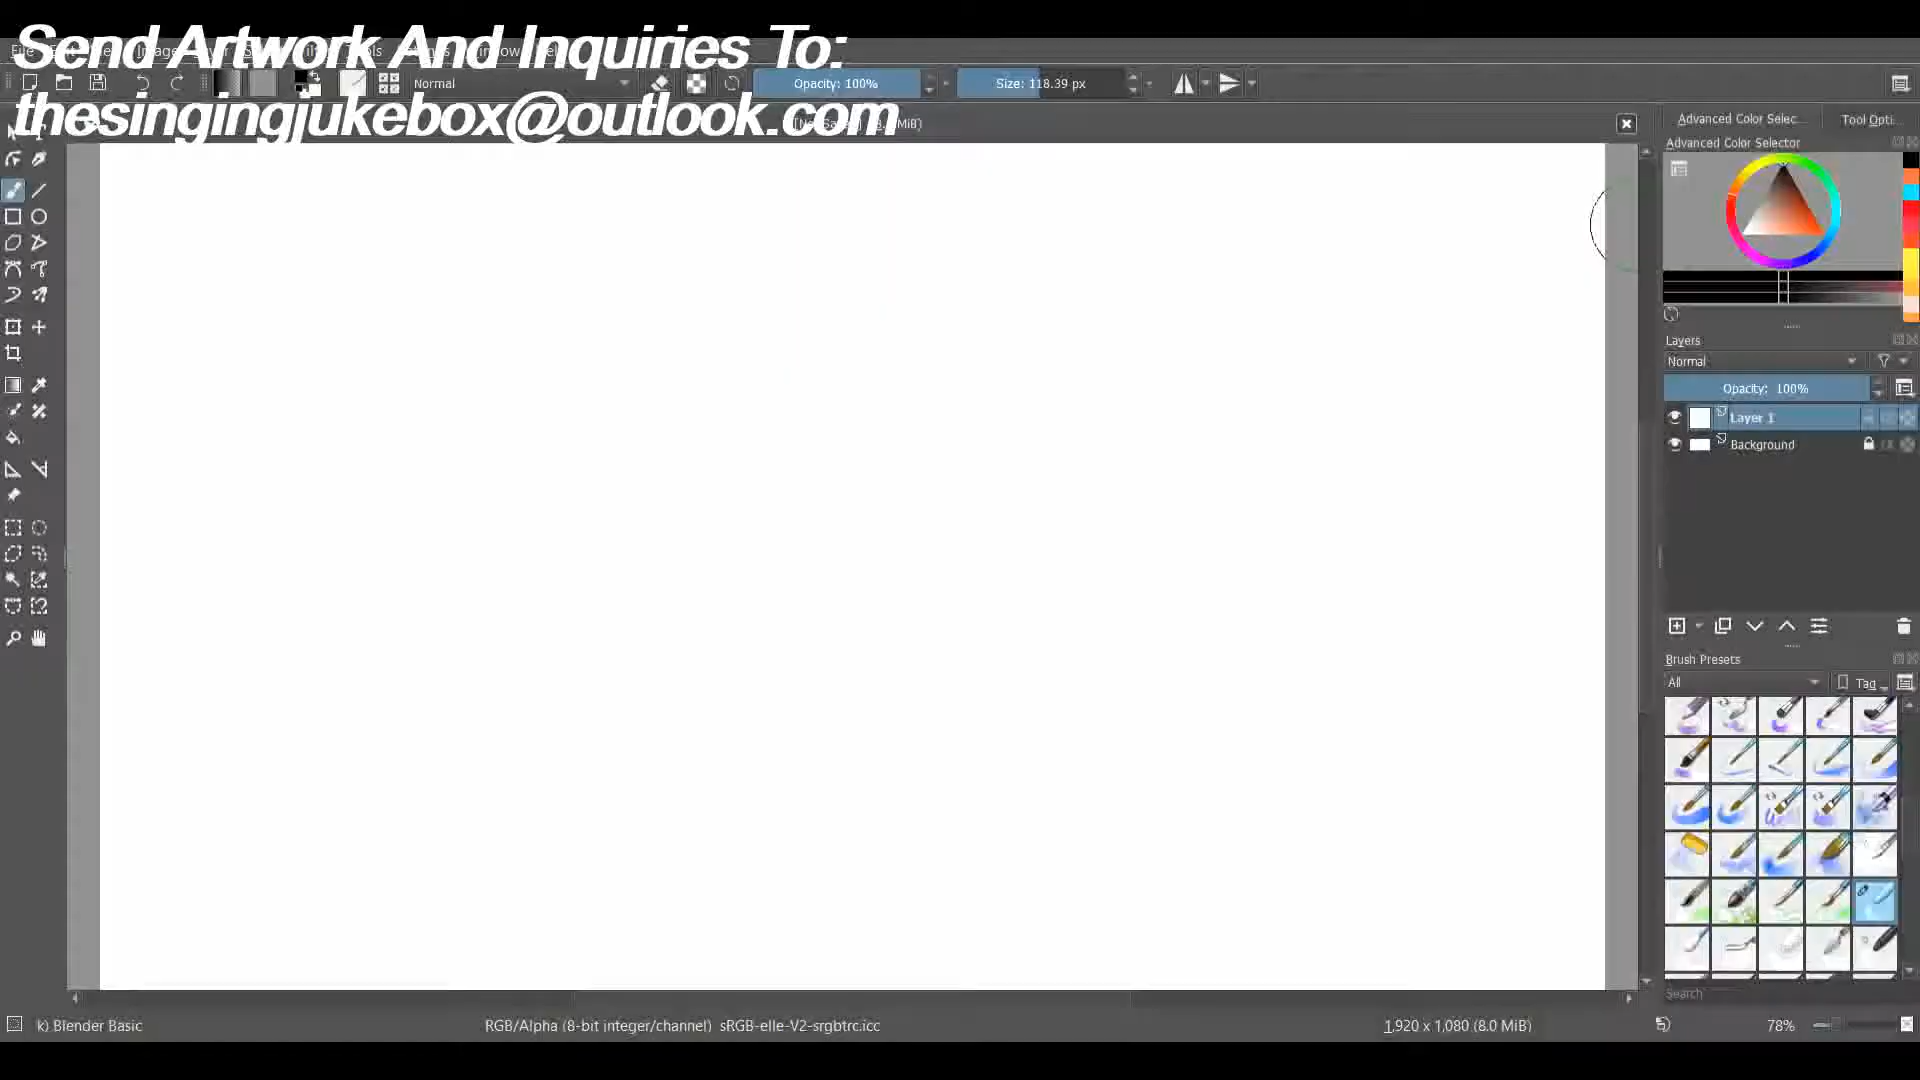 Send Artwork And Inquiries To:
thesingingjukebox@outlook.com
File
Normal
Opacity: 100%
Size: 118.39 px
Advanced Color Selec...
Tool Opti...
Advanced Color Selector
Layers
Normal
Opacity: 100%
Layer 1
Background
Brush Presets
All
Tag
Search
k) Blender Basic
RGB/Alpha (8-bit integer/channel) sRGB-elle-V2-srgbtrc.icc
1,920 x 1,080 (8.0 MiB)
78%